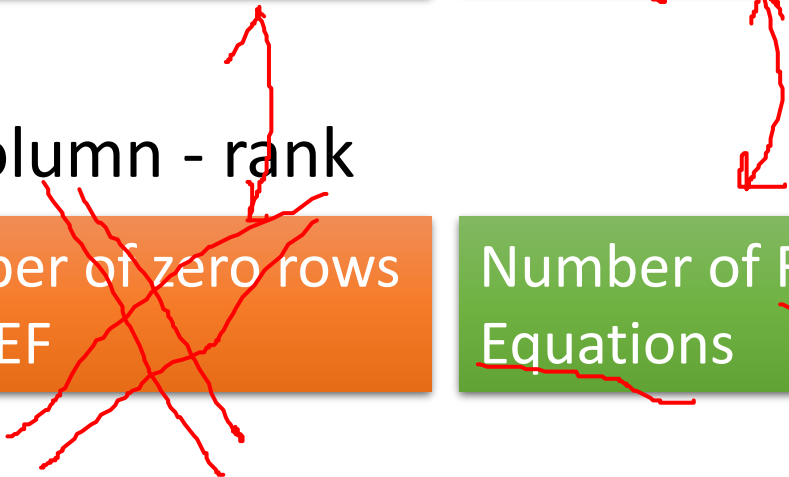 olumn - rank
ber of zero rows
EF
Number of
Equations